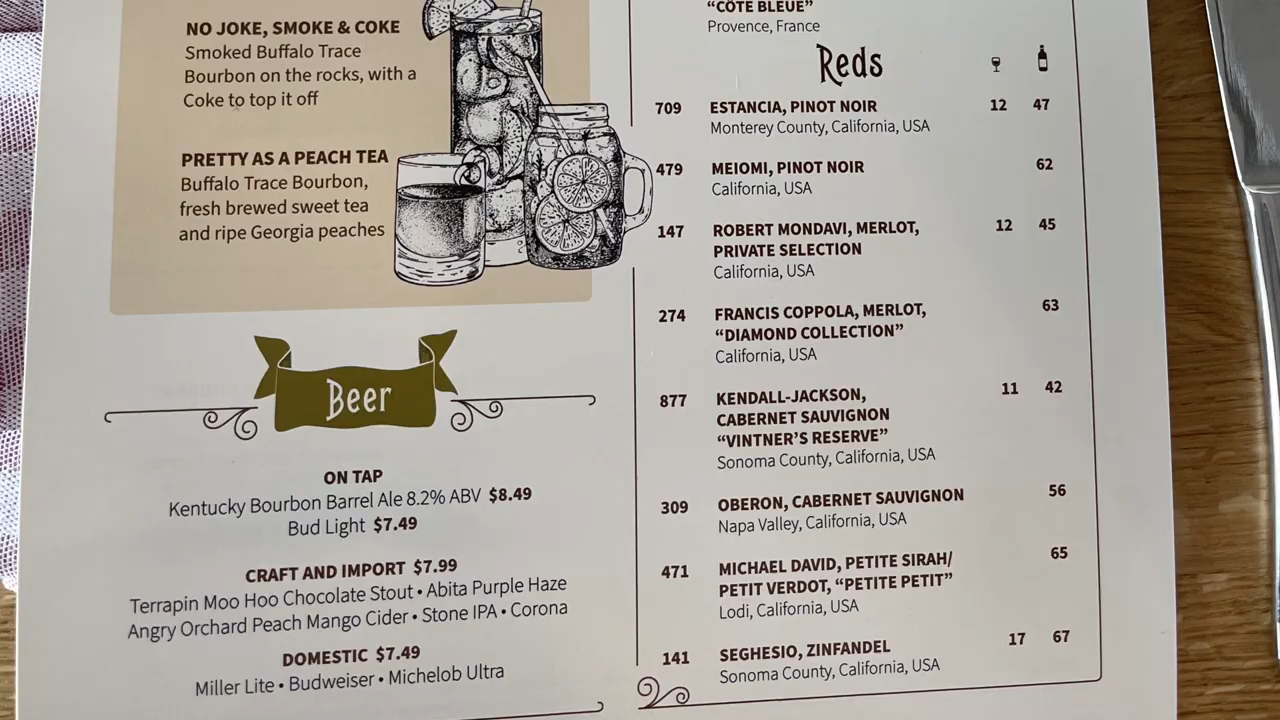 NO JOKE, SMOKE & COKE
Smoked Buffalo Trace
Bourbon on the rocks, with a
Coke to top it off
PRETTY AS A PEACH TEA
Buffalo Trace Bourbon,
fresh brewed sweet tea
and ripe Georgia peaches
Beer
ON TAP
Kentucky Bourbon Barrel Ale 8.2% ABV $8.49
Bud Light $7.49
CRAFT AND IMPORT $7.99
Terrapin Moo Hoo Chocolate Stout • Abita Purple Haze
Angry Orchard Peach Mango Cider • Stone IPA • Corona
DOMESTIC $7.49
Miller Lite • Budweiser • Michelob Ultra
“CÔTE BLEUE”
Provence, France
Reds
709 ESTANCIA, PINOT NOIR 12 47
Monterey County, California, USA
479 MEIOMI, PINOT NOIR 62
California, USA
147 ROBERT MONDAVI, MERLOT, 12 45
PRIVATE SELECTION
California, USA
274 FRANCIS COPPOLA, MERLOT, 63
“DIAMOND COLLECTION”
California, USA
877 KENDALL-JACKSON, 11 42
CABERNET SAUVIGNON
“VINTNER’S RESERVE”
Sonoma County, California, USA
309 OBERON, CABERNET SAUVIGNON 56
Napa Valley, California, USA
471 MICHAEL DAVID, PETITE SIRAH/ 65
PETIT VERDOT, “PETITE PETIT”
Lodi, California, USA
141 SEGHESIO, ZINFANDEL 17 67
Sonoma County, California, USA